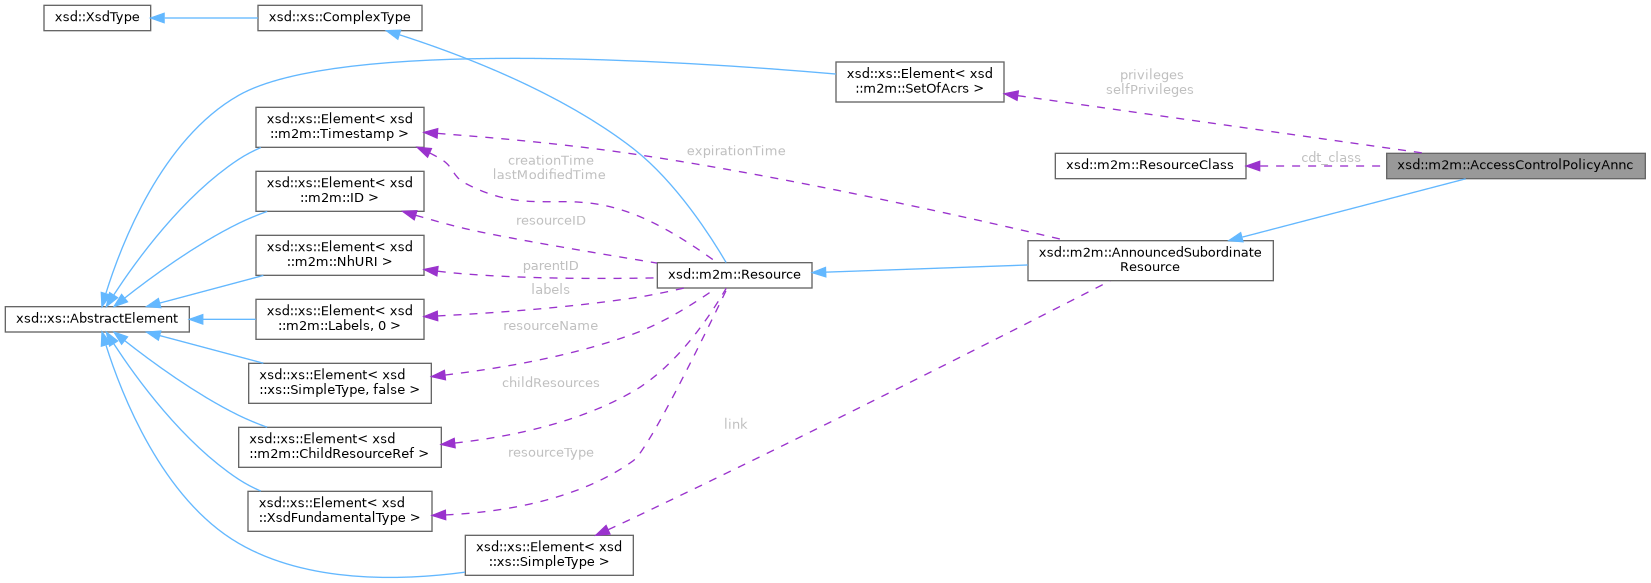 xsd::XsdType
xsd::xs::ComplexType
xsd::xs::Element< xsd
::m2m::SetOfAcrs >
privileges
selfPrivileges
xsd::xs::Element< xsd
::m2m::Timestamp >
expirationTime
creationTime
lastModifiedTime
xsd::m2m::ResourceClass
cdt_class
xsd::m2m::AccessControlPolicyAnnc
xsd::xs::Element< xsd
::m2m::ID >
resourceID
xsd::xs::Element< xsd
::m2m::NhURI >
parentID
xsd::m2m::Resource
xsd::m2m::AnnouncedSubordinate
Resource
labels
xsd::xs::AbstractElement
xsd::xs::Element< xsd
::m2m::Labels, 0 >
resourceName
xsd::xs::Element< xsd
::xs::SimpleType, false >
childResources
xsd::xs::Element< xsd
::m2m::ChildResourceRef >
link
resourceType
xsd::xs::Element< xsd
::XsdFundamentalType >
xsd::xs::Element< xsd
::xs::SimpleType >